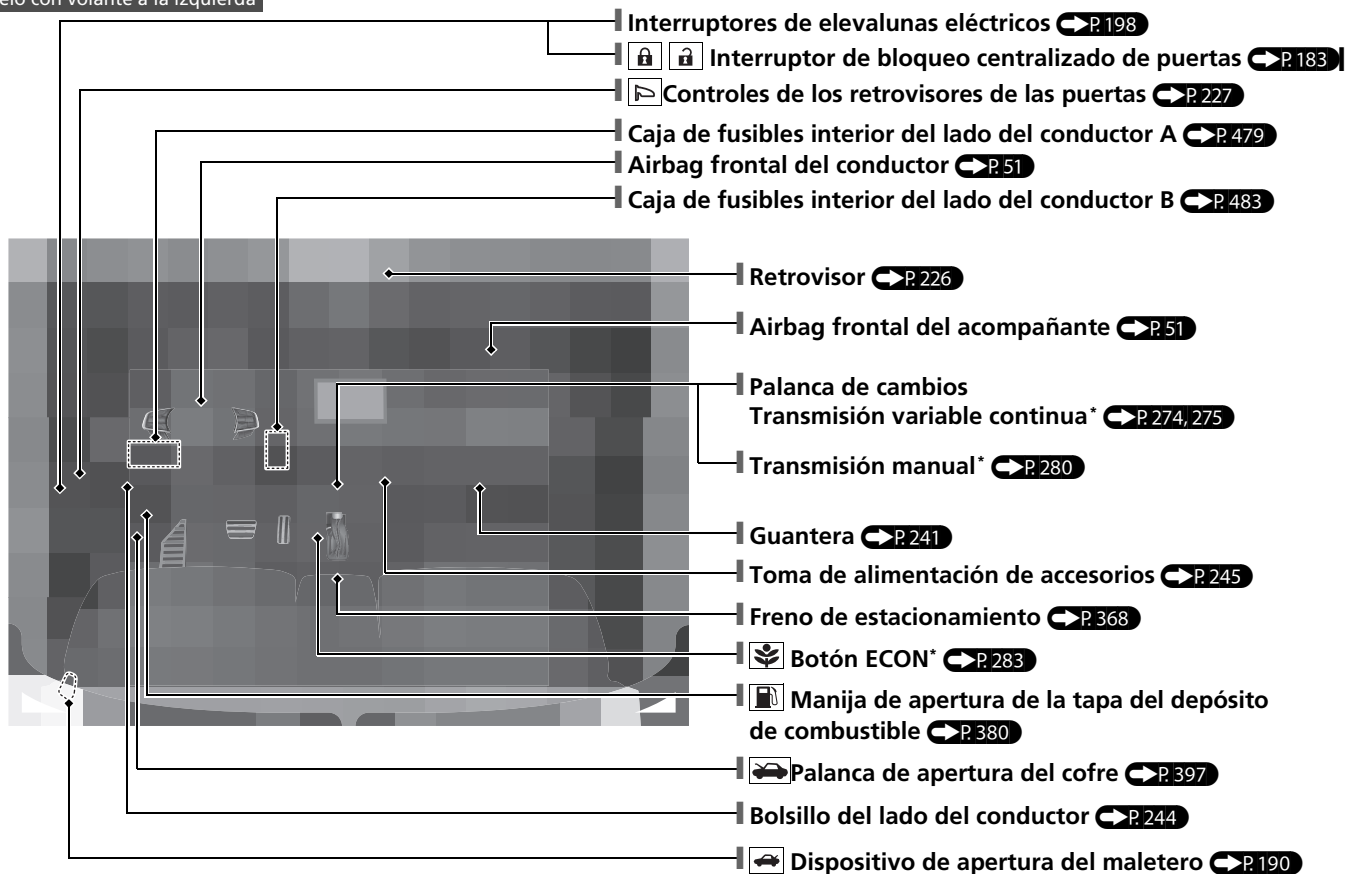 elo con volante a la izquierda
Interruptores de elevalunas eléctricos P. 198
Interruptor de bloqueo centralizado de puertas P. 183
Controles de los retrovisores de las puertas P. 227
Caja de fusibles interior del lado del conductor A P. 479
Airbag frontal del conductor P. 51
Caja de fusibles interior del lado del conductor B P. 483
Retrovisor P. 226
Airbag frontal del acompañante P. 51
Palanca de cambios
Transmisión variable continua* P. 274, 275
Transmisión manual* P. 280
Guantera P. 241
Toma de alimentación de accesorios P. 245
Freno de estacionamiento P. 368
Botón ECON* P. 283
Manija de apertura de la tapa del depósito
de combustible P. 380
Palanca de apertura del cofre P. 397
Bolsillo del lado del conductor P. 244
Dispositivo de apertura del maletero P. 190